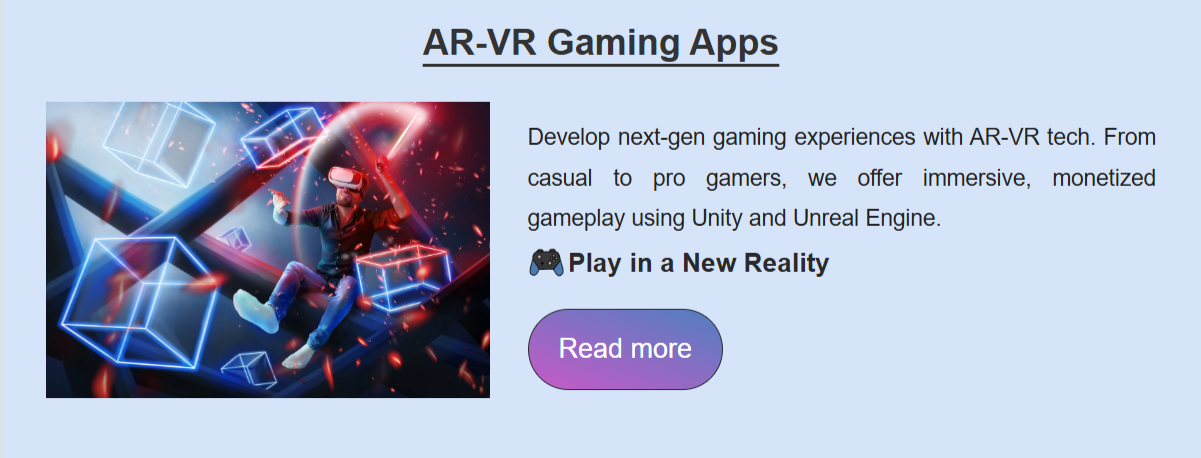 AR-VR Gaming Apps
Develop next-gen gaming experiences with AR-VR tech. From
casual to pro gamers, we offer immersive, monetized
gameplay using Unity and Unreal Engine.
🎮Play in a New Reality
Read more